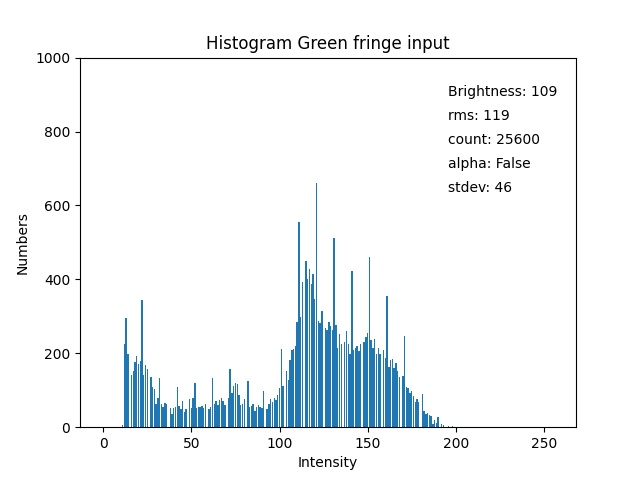 Histogram Green fringe input
1000
800
600
400
200
0
Numbers
Brightness: 109
rms: 119
count: 25600
alpha: False
stdev: 46
0 50 100 150 200 250
Intensity